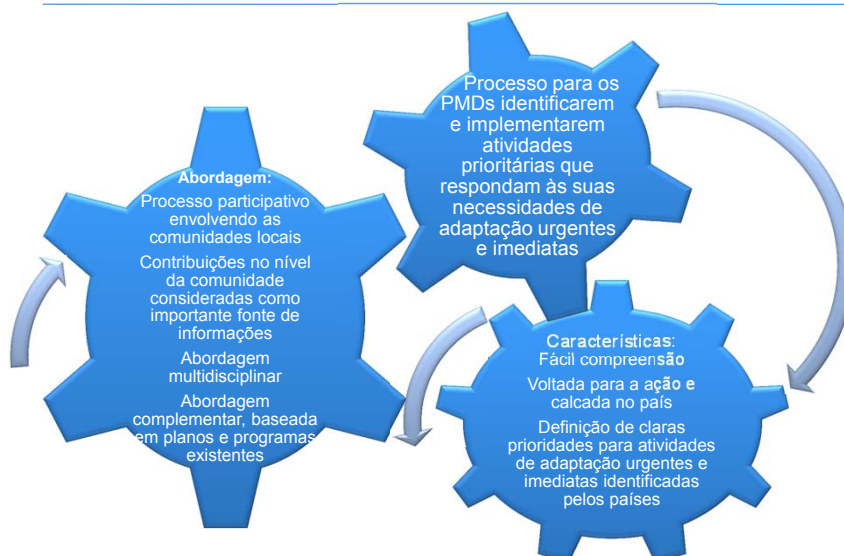 Processo para os
PMDs identificarem
e implementarem
atividades
prioritárias que
respondam às suas
necessidades de
adaptação urgentes
e imediatas
Abordagem:
Processo participativo
envolvendo as
comunidades locais
Contribuições no nível
da comunidade
consideradas como
importante fonte de
informações
Abordagem
multidisciplinar
Abordagem
complementar, baseada
em planos e programas
existentes
Características:
Fácil compreensão
Voltada para a ação e
calcada no país
Definição de claras
prioridades para atividades
de adaptação urgentes e
imediatas identificadas
pelos países